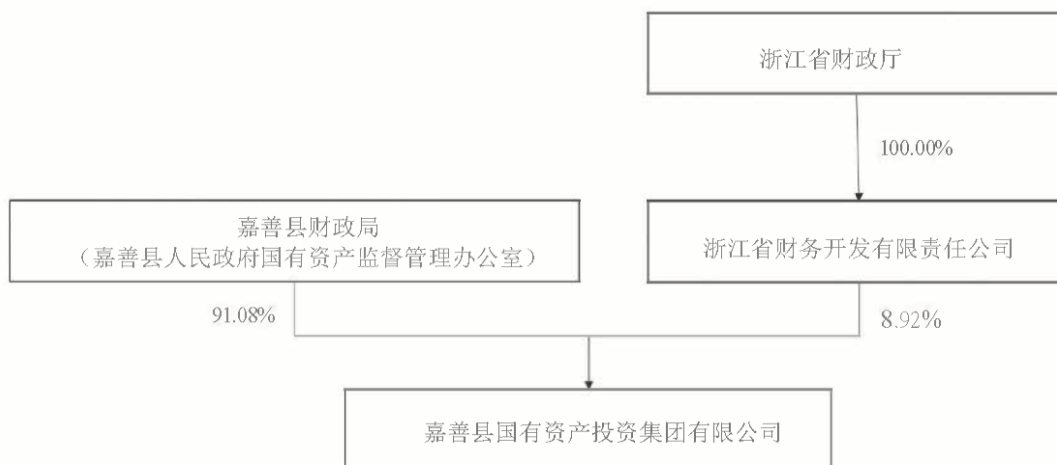 浙江省财政厅
100.00%
嘉善县财政局
（嘉善县人民政府国有资产监督管理办公室）
浙江省财务开发有限责任公司
91.08%
8.92%
嘉善县国有资产投资集团有限公司